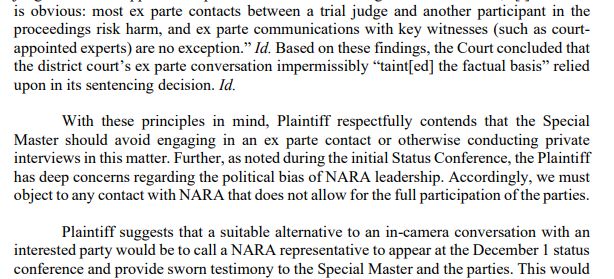 is obvious: most ex parte contacts between a trial judge and another participant in the
proceedings risk harm, and ex parte communications with key witnesses (such as court-
appointed experts) are no exception.” Id. Based on these findings, the Court concluded that
the district court’s ex parte conversation impermissibly “taint[ed] the factual basis” relied
upon in its sentencing decision. Id.
With these principles in mind, Plaintiff respectfully contends that the Special
Master should avoid engaging in an ex parte contact or otherwise conducting private
interviews in this matter. Further, as noted during the initial Status Conference, the Plaintiff
has deep concerns regarding the political bias of NARA leadership. Accordingly, we must
object to any contact with NARA that does not allow for the full participation of the parties.
Plaintiff suggests that a suitable alternative to an in-camera conversation with an
interested party would be to call a NARA representative to appear at the December 1 status
conference and provide sworn testimony to the Special Master and the parties. This would